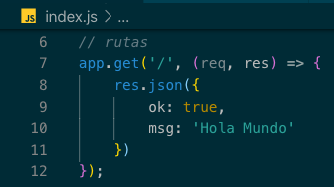 JS index.js > ...
6 // rutas
7 app.get('/', (req, res) => {
8 res.json({
9 ok: true,
10 msg: 'Hola Mundo'
11 })
12 });